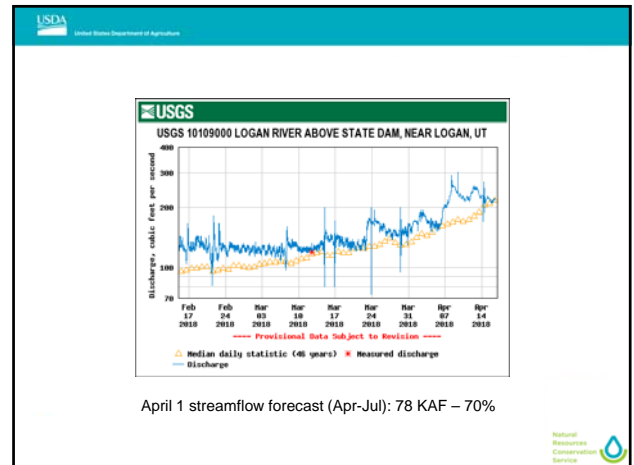 USDA
United States Department of Agriculture
USGS
USGS 10109000 LOGAN RIVER ABOVE STATE DAM, NEAR LOGAN, UT
Discharge, cubic feet per second
400
300
200
100
70
Feb 17 2018
Feb 24 2018
Mar 03 2018
Mar 10 2018
Mar 17 2018
Mar 24 2018
Mar 31 2018
Apr 07 2018
Apr 14 2018
---- Provisional Data Subject to Revision ----
△ Median daily statistic (46 years) ✳ Measured discharge
— Discharge
April 1 streamflow forecast (Apr-Jul): 78 KAF – 70%
Natural
Resources
Conservation
Service